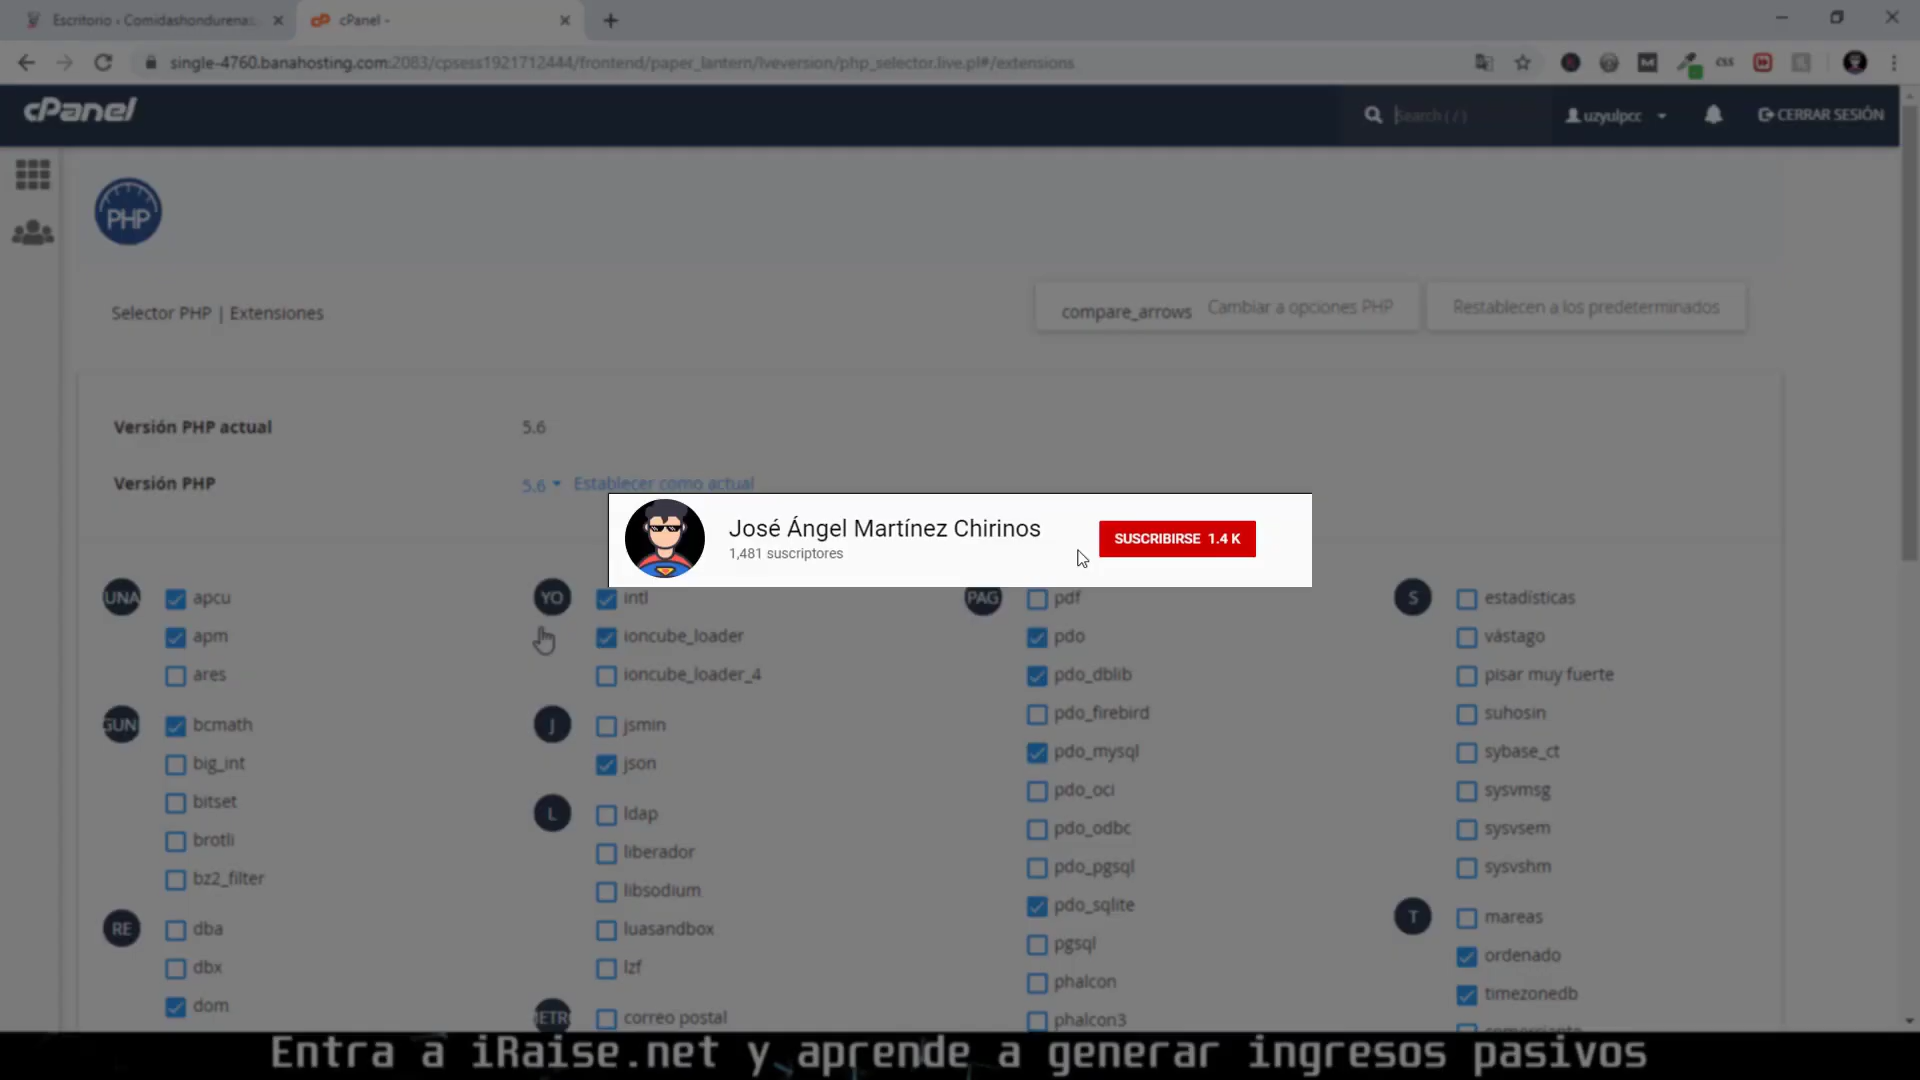 Escritorio ‹ Comidashondurenas
cPanel -
single-4760.banahosting.com:2083/cpsess1921712444/frontend/paper_lantern/lveversion/php_selector.live.pl#/extensions
CSS
cPanel
Search ( / )
uzyulpcc
CERRAR SESIÓN
PHP
Selector PHP | Extensiones
compare_arrows Cambiar a opciones PHP
Restablecen a los predeterminados
Versión PHP actual
5.6
Versión PHP
5.6
Establecer como actual
José Ángel Martínez Chirinos
1,481 suscriptores
SUSCRIBIRSE 1.4 K
UNA
apcu
apm
ares
GUN
bcmath
big_int
bitset
brotli
bz2_filter
RE
dba
dbx
dom
YO
intl
ioncube_loader
ioncube_loader_4
J
jsmin
json
L
ldap
liberador
libsodium
luasandbox
lzf
METRO
correo postal
PAG
pdf
pdo
pdo_dblib
pdo_firebird
pdo_mysql
pdo_oci
pdo_odbc
pdo_pgsql
pdo_sqlite
pgsql
phalcon
phalcon3
S
estadísticas
vástago
pisar muy fuerte
suhosin
sybase_ct
sysvmsg
sysvsem
sysvshm
T
mareas
ordenado
timezonedb
Entra a iRaise.net y aprende a generar ingresos pasivos